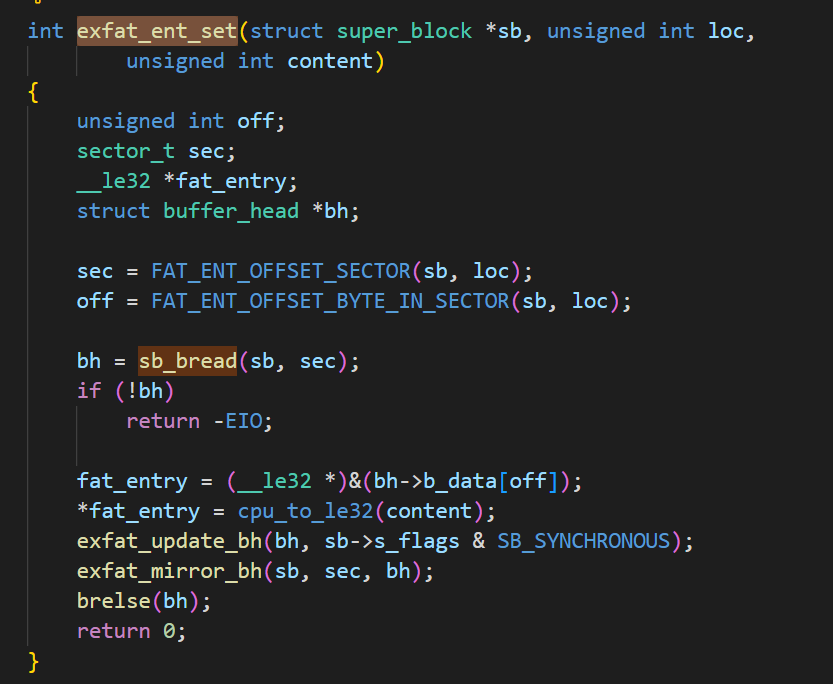 int exfat_ent_set(struct super_block *sb, unsigned int loc,
        unsigned int content)
{
    unsigned int off;
    sector_t sec;
    __le32 *fat_entry;
    struct buffer_head *bh;

    sec = FAT_ENT_OFFSET_SECTOR(sb, loc);
    off = FAT_ENT_OFFSET_BYTE_IN_SECTOR(sb, loc);

    bh = sb_bread(sb, sec);
    if (!bh)
        return -EIO;

    fat_entry = (__le32 *)&(bh->b_data[off]);
    *fat_entry = cpu_to_le32(content);
    exfat_update_bh(bh, sb->s_flags & SB_SYNCHRONOUS);
    exfat_mirror_bh(sb, sec, bh);
    brelse(bh);
    return 0;
}